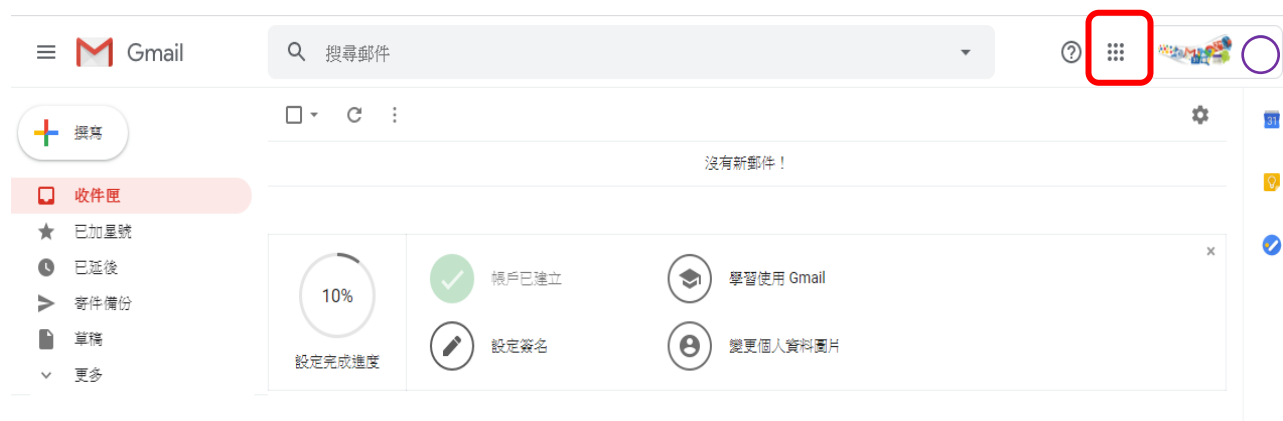 Gmail
搜尋郵件
撰寫
沒有新郵件！
31
收件匣
已加星號
已延後
寄件備份
草稿
更多
10%
設定完成進度
帳戶已建立
學習使用 Gmail
設定簽名
變更個人資料圖片